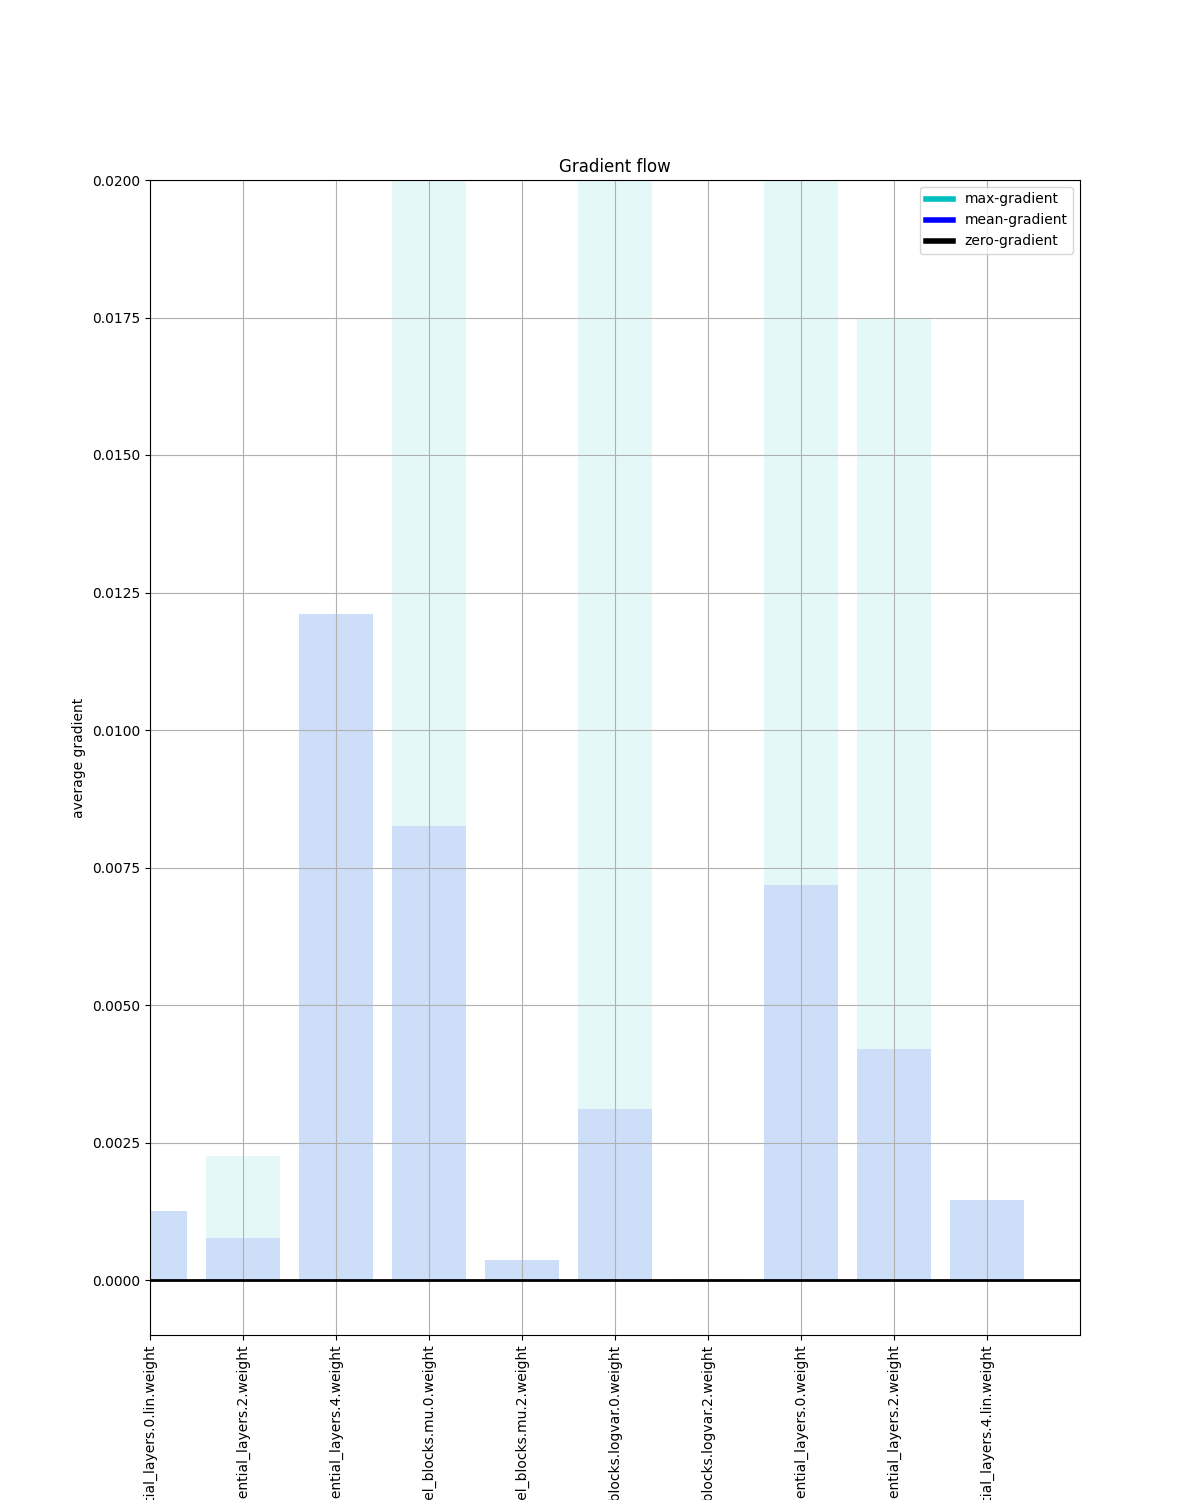 Gradient flow
0.0200
0.0175
0.0150
0.0125
0.0100
0.0075
0.0050
0.0025
0.0000
average gradient
max-gradient
mean-gradient
zero-gradient
tial_layers.0.lin.weight
ential_layers.2.weight
ential_layers.4.weight
el_blocks.mu.0.weight
el_blocks.mu.2.weight
blocks.logvar.0.weight
blocks.logvar.2.weight
ential_layers.0.weight
ential_layers.2.weight
tial_layers.4.lin.weight